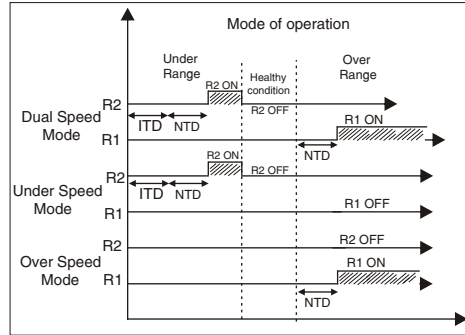 Mode of operation
Under
Range
Healthy
condition
Over
Range
R2 ON
R2
R2 OFF
Dual Speed
Mode
ITD
NTD
R1 ON
R1
NTD
R2 ON
R2
R2 OFF
Under Speed
Mode
ITD
NTD
R1
R1 OFF
R2
R2 OFF
Over Speed
Mode
R1 ON
R1
NTD